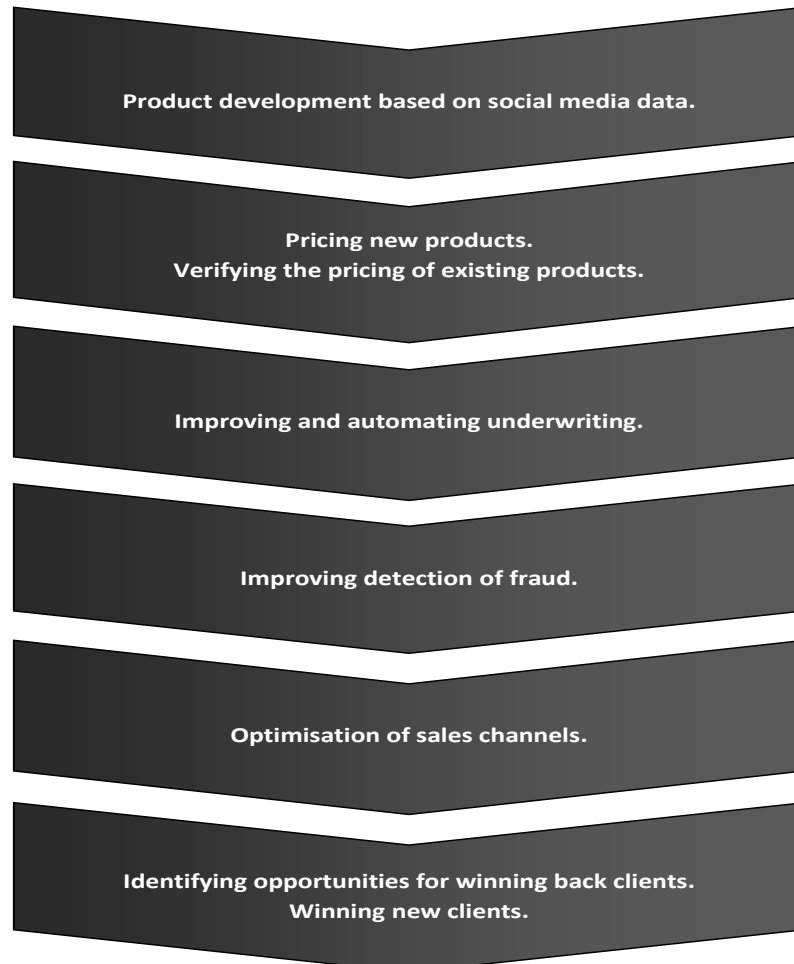 Product development based on social media data.
Pricing new products.
Verifying the pricing of existing products.
Improving and automating underwriting.
Improving detection of fraud.
Optimisation of sales channels.
Identifying opportunities for winning back clients.
Winning new clients.